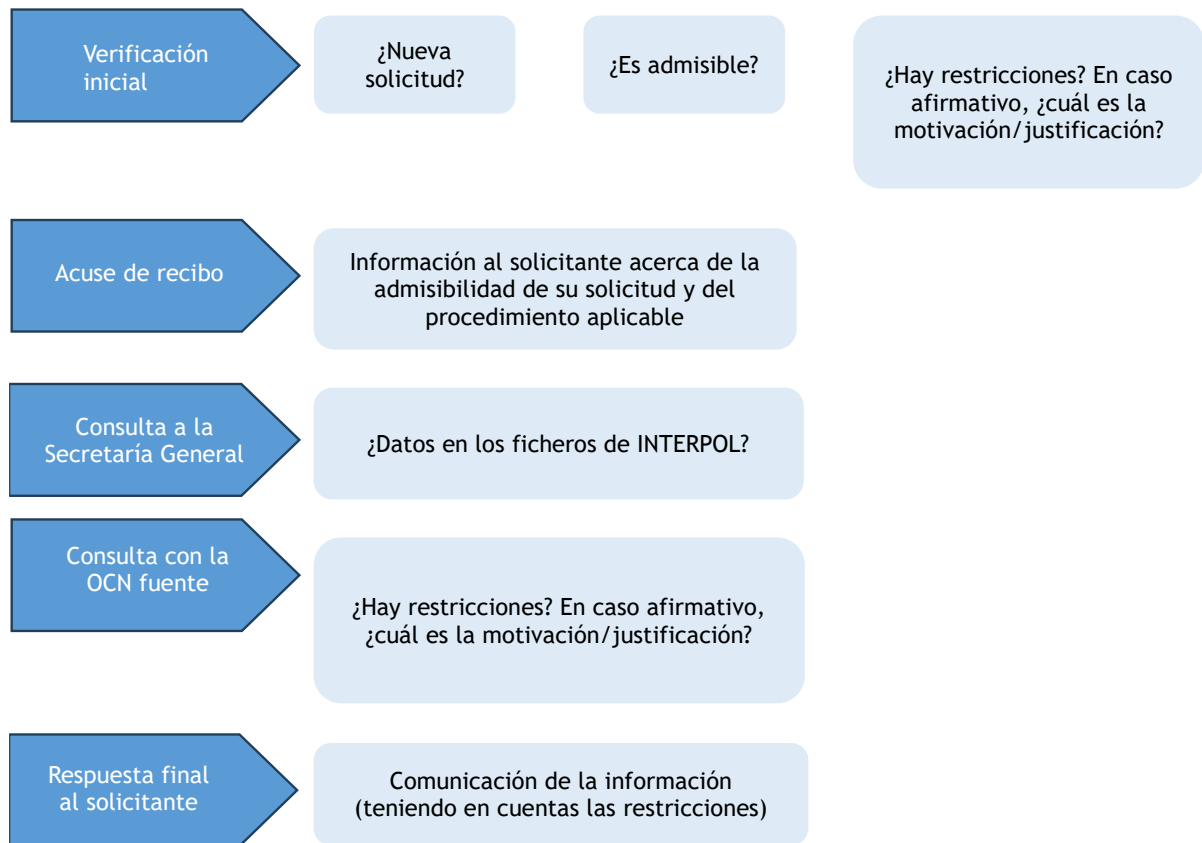 Verificación
inicial
¿Nueva
solicitud?
¿Es admisible?
¿Hay restricciones? En caso
afirmativo, ¿cuál es la
motivación/justificación?
Acuse de recibo
Información al solicitante acerca de la
admisibilidad de su solicitud y del
procedimiento aplicable
Consulta a la
Secretaría General
¿Datos en los ficheros de INTERPOL?
Consulta con la
OCN fuente
¿Hay restricciones? En caso afirmativo,
¿cuál es la motivación/justificación?
Respuesta final
al solicitante
Comunicación de la información
(teniendo en cuentas las restricciones)